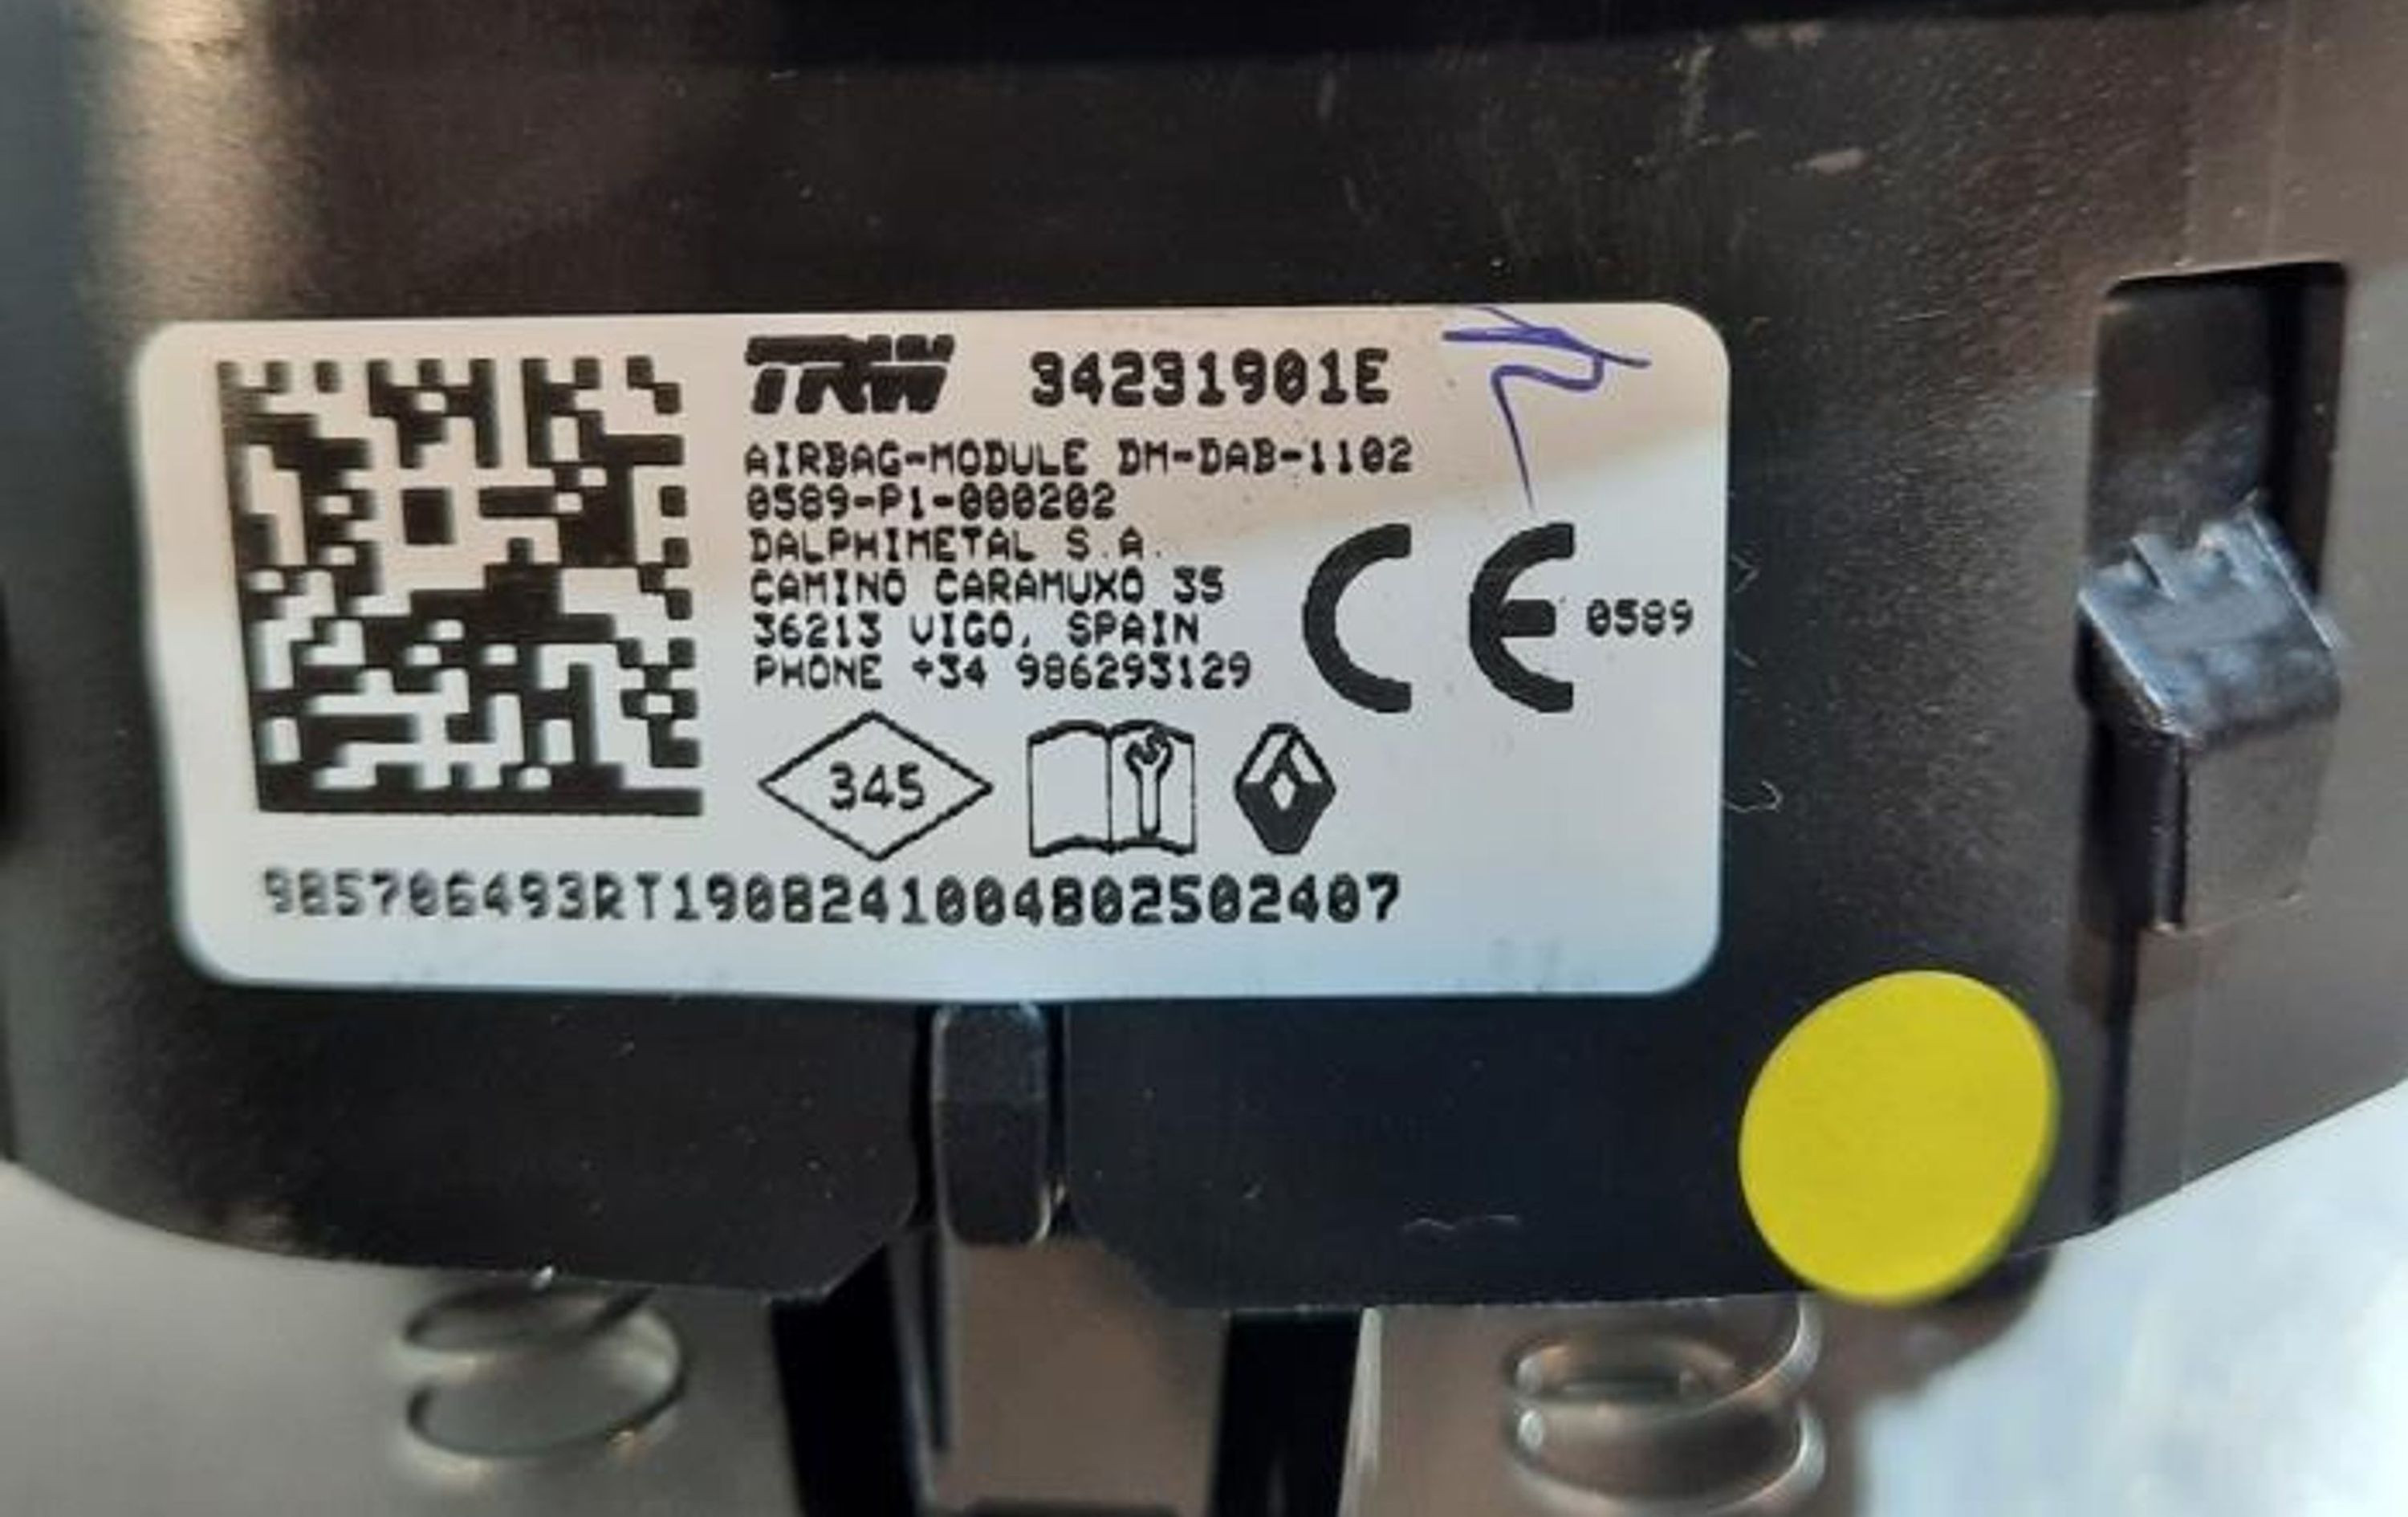 TRW 34231901E
AIRBAG-MODULE DM-DAB-1102
0589-P1-000202
DALPHIMETAL S.A.
CAMINO CARAMUXO 35
36213 VIGO, SPAIN
PHONE +34 986293129
CE 0589
345
985706493RT1908241004802502407